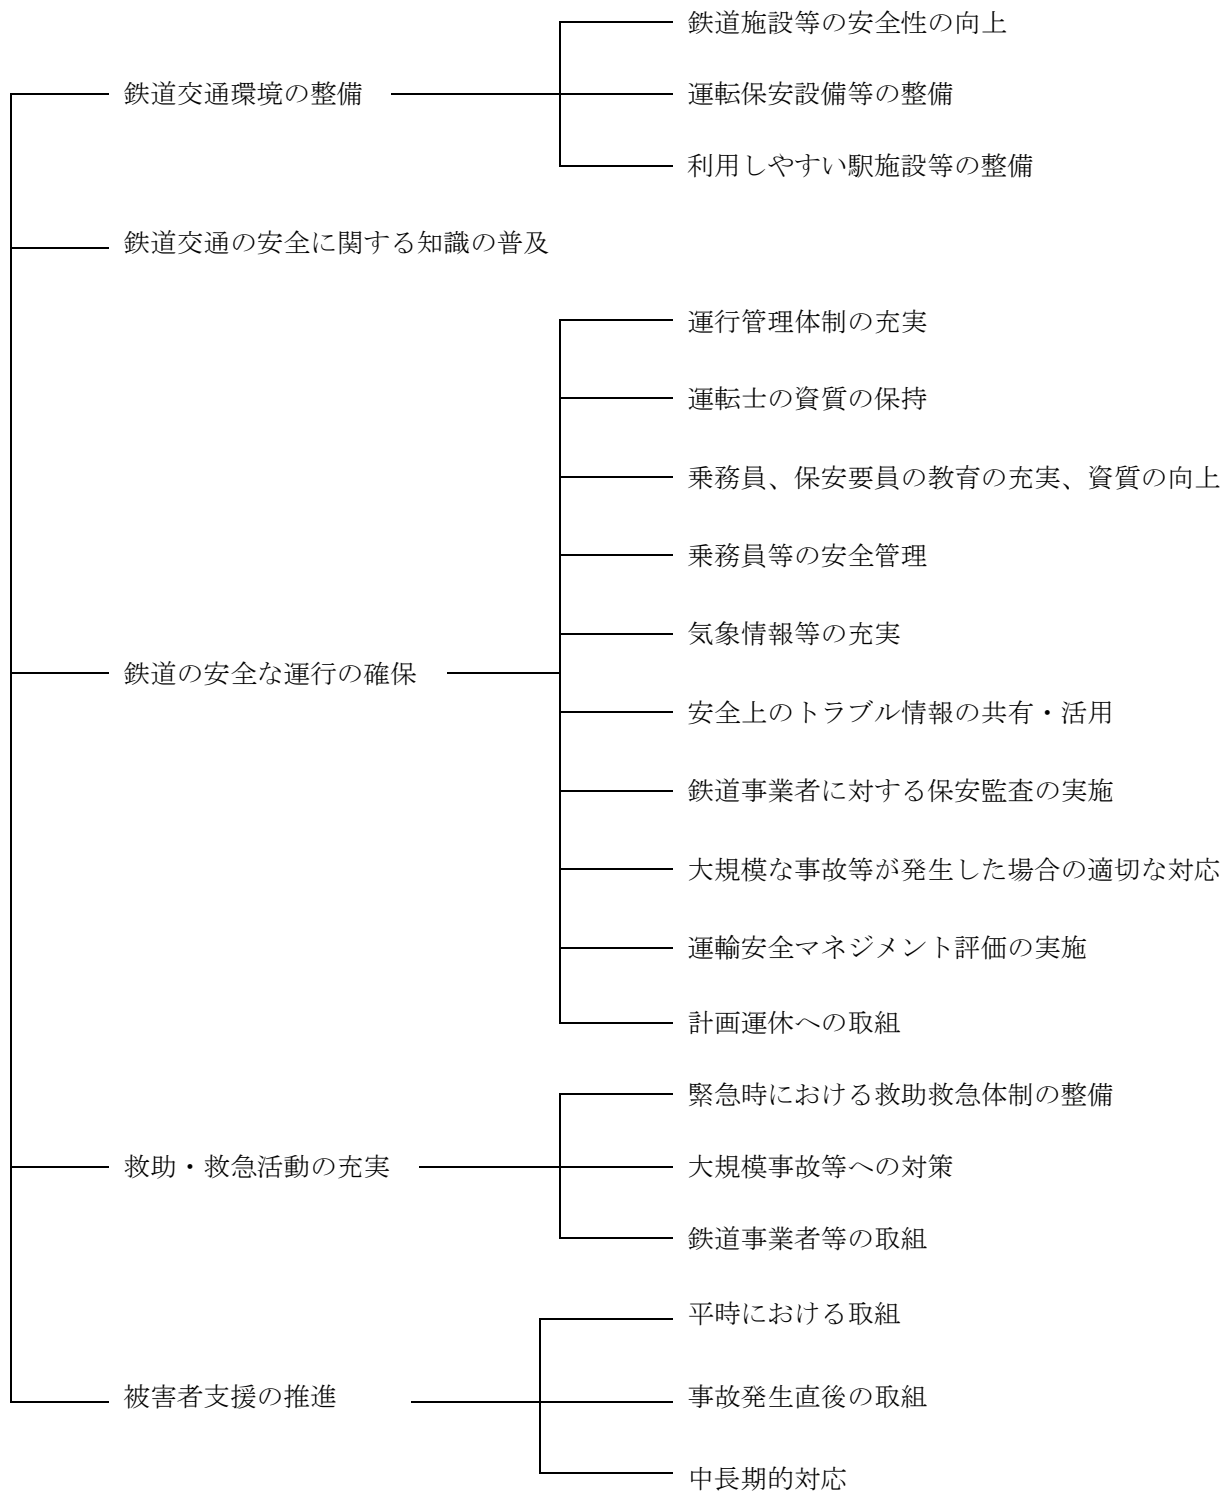 鉄道交通環境の整備
鉄道施設等の安全性の向上
運転保安設備等の整備
利用しやすい駅施設等の整備
鉄道交通の安全に関する知識の普及
鉄道の安全な運行の確保
運行管理体制の充実
運転士の資質の保持
乗務員、保安要員の教育の充実、資質の向上
乗務員等の安全管理
気象情報等の充実
安全上のトラブル情報の共有・活用
鉄道事業者に対する保安監査の実施
大規模な事故等が発生した場合の適切な対応
運輸安全マネジメント評価の実施
計画運休への取組
救助・救急活動の充実
緊急時における救助救急体制の整備
大規模事故等への対策
鉄道事業者等の取組
被害者支援の推進
平時における取組
事故発生直後の取組
中長期的対応